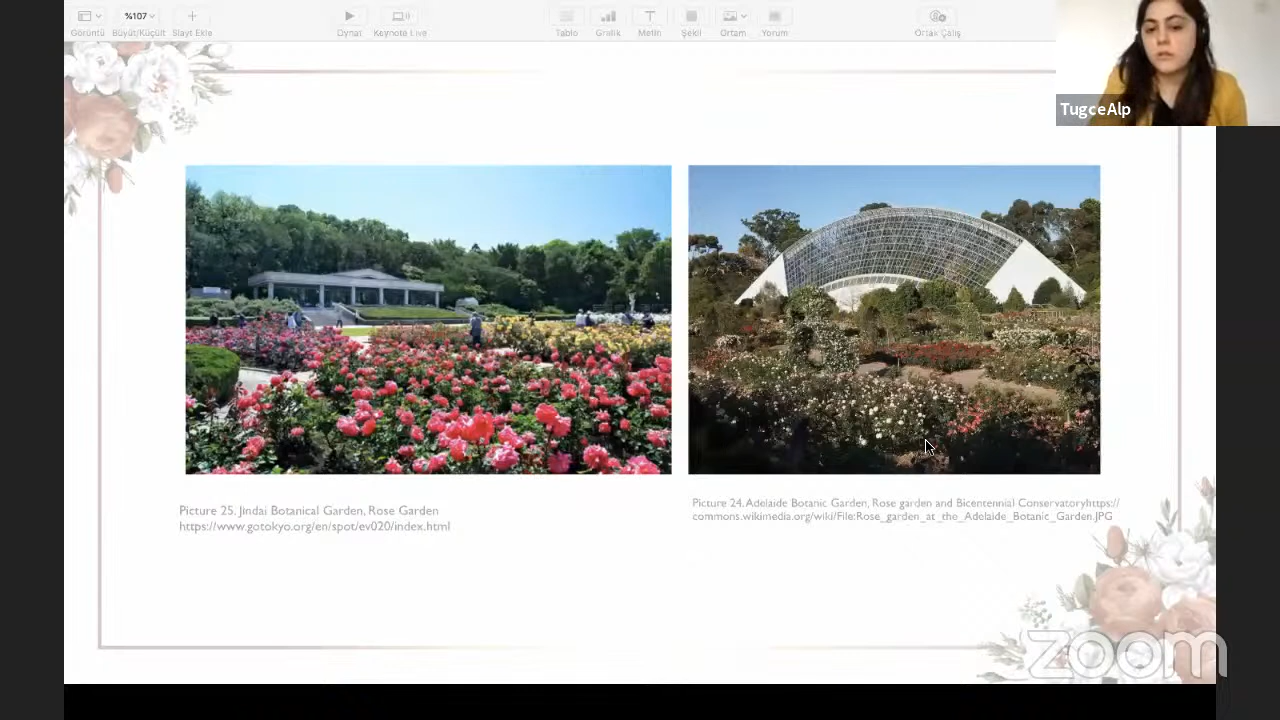 %107
Görüntü
Büyüt/Küçült
Slayt Ekle
Oynat
Keynote Live
Tablo
Grafik
Metin
Şekil
Ortam
Yorum
Ortak Çalış
TugceAlp
Picture 25. Jindai Botanical Garden, Rose Garden
https://www.gotokyo.org/en/spot/ev020/index.html
Picture 24. Adelaide Botanic Garden, Rose garden and Bicentennial Conservatoryhttps://
commons.wikimedia.org/wiki/File:Rose_garden_at_the_Adelaide_Botanic_Garden.JPG
zoom